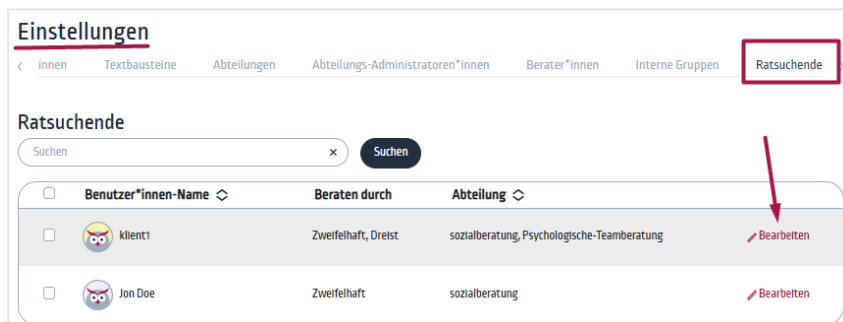 Einstellungen
innen Textbausteine Abteilungen Abteilungs-Administratoren*innen Berater*innen Interne Gruppen Ratsuchende
Ratsuchende
Suchen × Suchen
Benutzer*innen-Name Beraten durch Abteilung
klient1 Zweifelhaft, Dreist sozialberatung, Psychologische-Teamberatung Bearbeiten
Jon Doe Zweifelhaft sozialberatung Bearbeiten